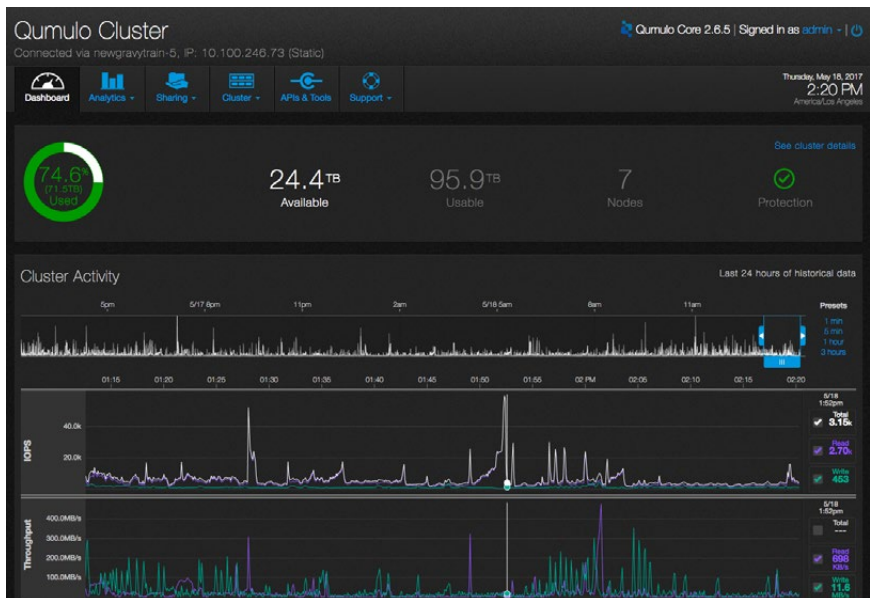 Qumulo Cluster
Connected via newgravytrain-5, IP: 10.100.246.73 (Static)
Qumulo Core 2.6.5 | Signed in as admin
Dashboard
Analytics
Sharing
Cluster
APIs & Tools
Support
Thursday, May 18, 2017
2:20 PM
America/Los Angeles
See cluster details
74.6%
(71.5TB)
Used
24.4TB
Available
95.9TB
Usable
7
Nodes
Protection
Cluster Activity
Last 24 hours of historical data
5pm 5/17 8pm 11pm 2am 5/18 5am 8am 11am
Presets
1 min
5 min
1 hour
3 hours
01:15 01:20 01:25 01:30 01:35 01:40 01:45 01:50 01:55 02 PM 02:05 02:10 02:15 02:20
IOPS
40.0k
20.0k
5/18
1:52pm
Total
3.15k
Read
2.70k
Write
453
Throughput
400.0MB/s
300.0MB/s
200.0MB/s
100.0MB/s
5/18
1:52pm
Total
---
Read
698
KB/s
Write
11.6
MB/s